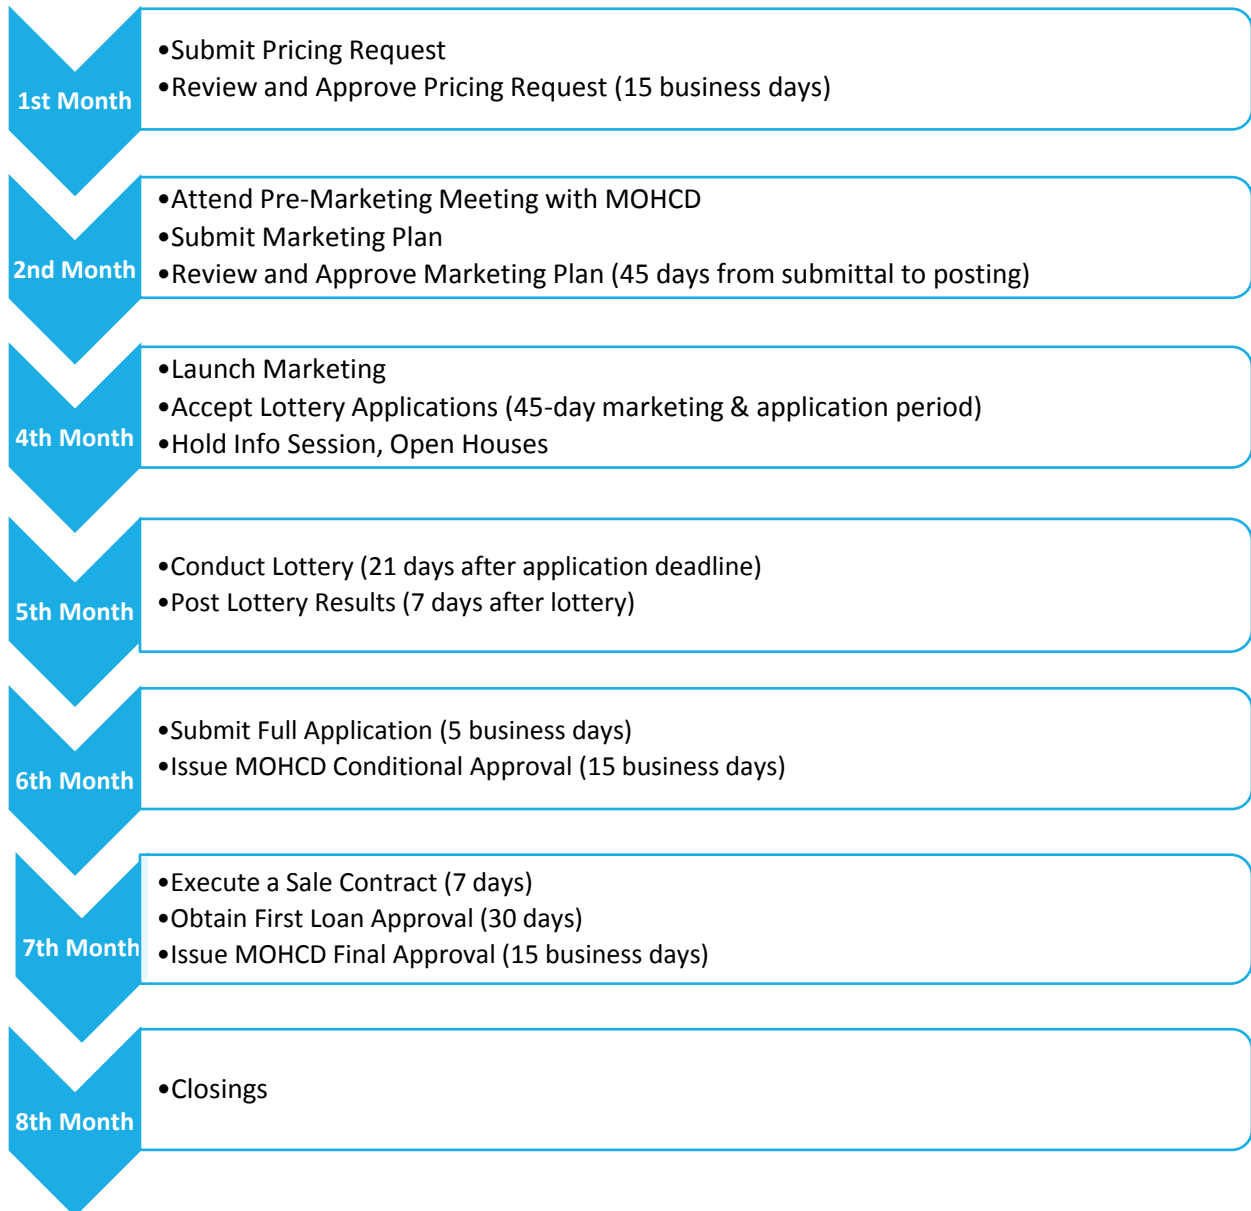 1st Month
•Submit Pricing Request
•Review and Approve Pricing Request (15 business days)
2nd Month
•Attend Pre-Marketing Meeting with MOHCD
•Submit Marketing Plan
•Review and Approve Marketing Plan (45 days from submittal to posting)
4th Month
•Launch Marketing
•Accept Lottery Applications (45-day marketing & application period)
•Hold Info Session, Open Houses
5th Month
•Conduct Lottery (21 days after application deadline)
•Post Lottery Results (7 days after lottery)
6th Month
•Submit Full Application (5 business days)
•Issue MOHCD Conditional Approval (15 business days)
7th Month
•Execute a Sale Contract (7 days)
•Obtain First Loan Approval (30 days)
•Issue MOHCD Final Approval (15 business days)
8th Month
•Closings